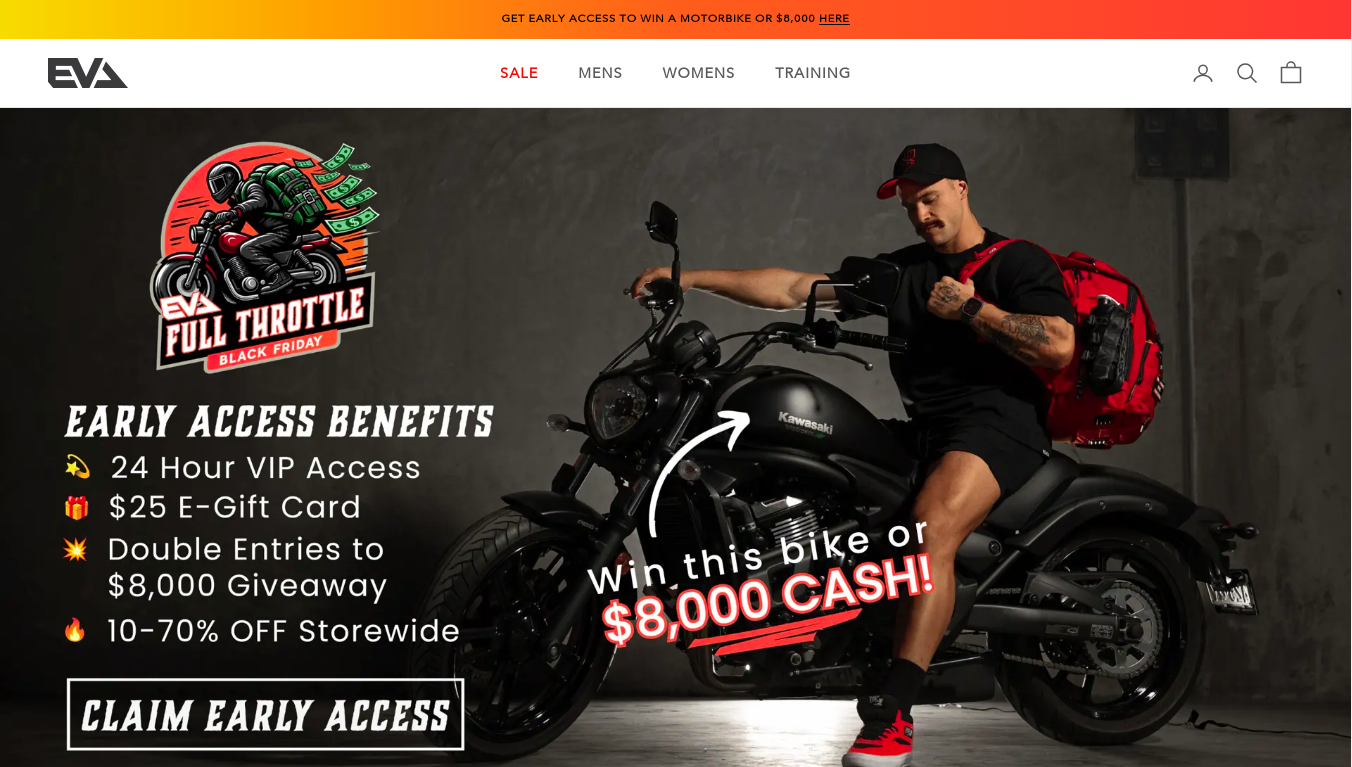 GET EARLY ACCESS TO WIN A MOTORBIKE OR $8,000 HERE
EVA
SALE MENS WOMENS TRAINING
EVA
FULL THROTTLE
BLACK FRIDAY
EARLY ACCESS BENEFITS
24 Hour VIP Access
$25 E-Gift Card
Double Entries to
$8,000 Giveaway
10-70% OFF Storewide
CLAIM EARLY ACCESS
Kawasaki
Win this bike or
$8,000 CASH!